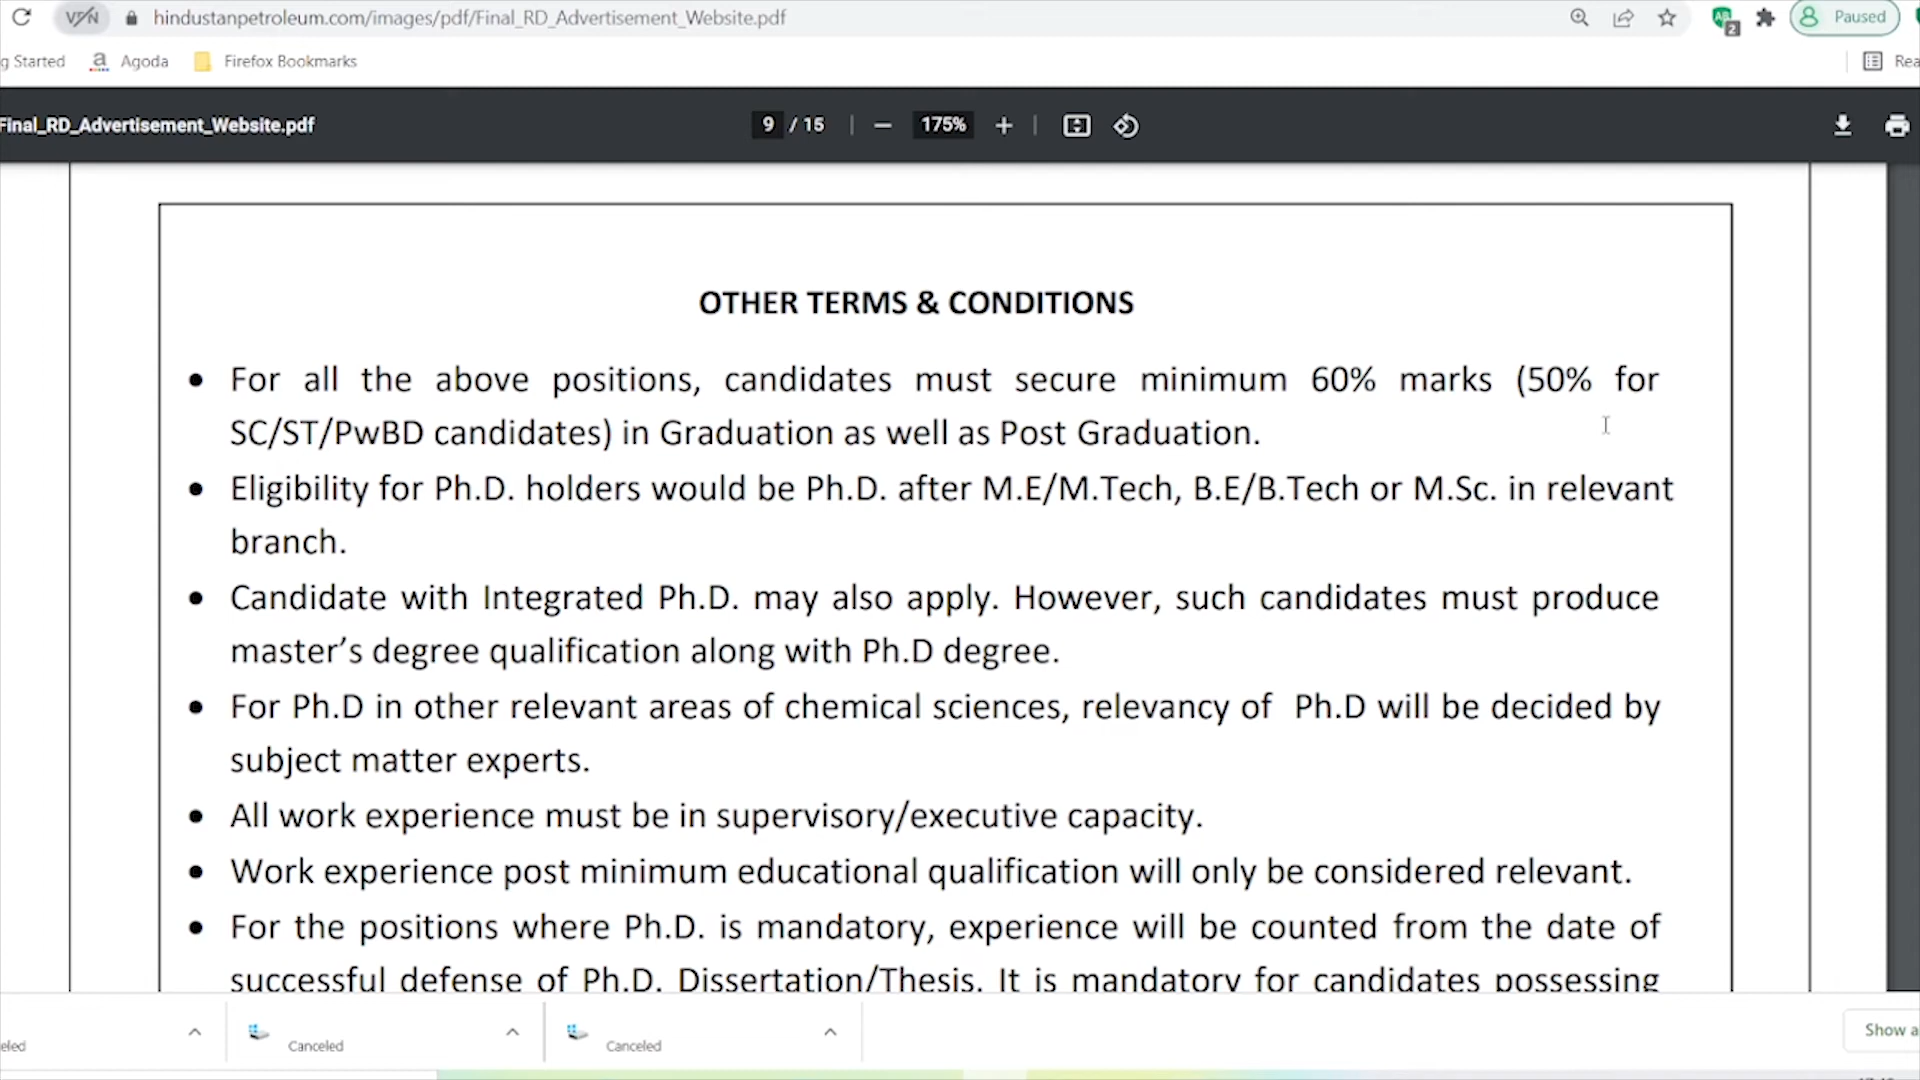 VPN hindustanpetroleum.com/images/pdf/Final_RD_Advertisement_Website.pdf 2 Paused
g Started Agoda Firefox Bookmarks Rea
Final_RD_Advertisement_Website.pdf 9 / 15 175%
OTHER TERMS & CONDITIONS
• For all the above positions, candidates must secure minimum 60% marks (50% for
SC/ST/PwBD candidates) in Graduation as well as Post Graduation.
• Eligibility for Ph.D. holders would be Ph.D. after M.E/M.Tech, B.E/B.Tech or M.Sc. in relevant
branch.
• Candidate with Integrated Ph.D. may also apply. However, such candidates must produce
master’s degree qualification along with Ph.D degree.
• For Ph.D in other relevant areas of chemical sciences, relevancy of Ph.D will be decided by
subject matter experts.
• All work experience must be in supervisory/executive capacity.
• Work experience post minimum educational qualification will only be considered relevant.
• For the positions where Ph.D. is mandatory, experience will be counted from the date of
successful defense of Ph.D. Dissertation/Thesis. It is mandatory for candidates possessing
eled Canceled Canceled Show a